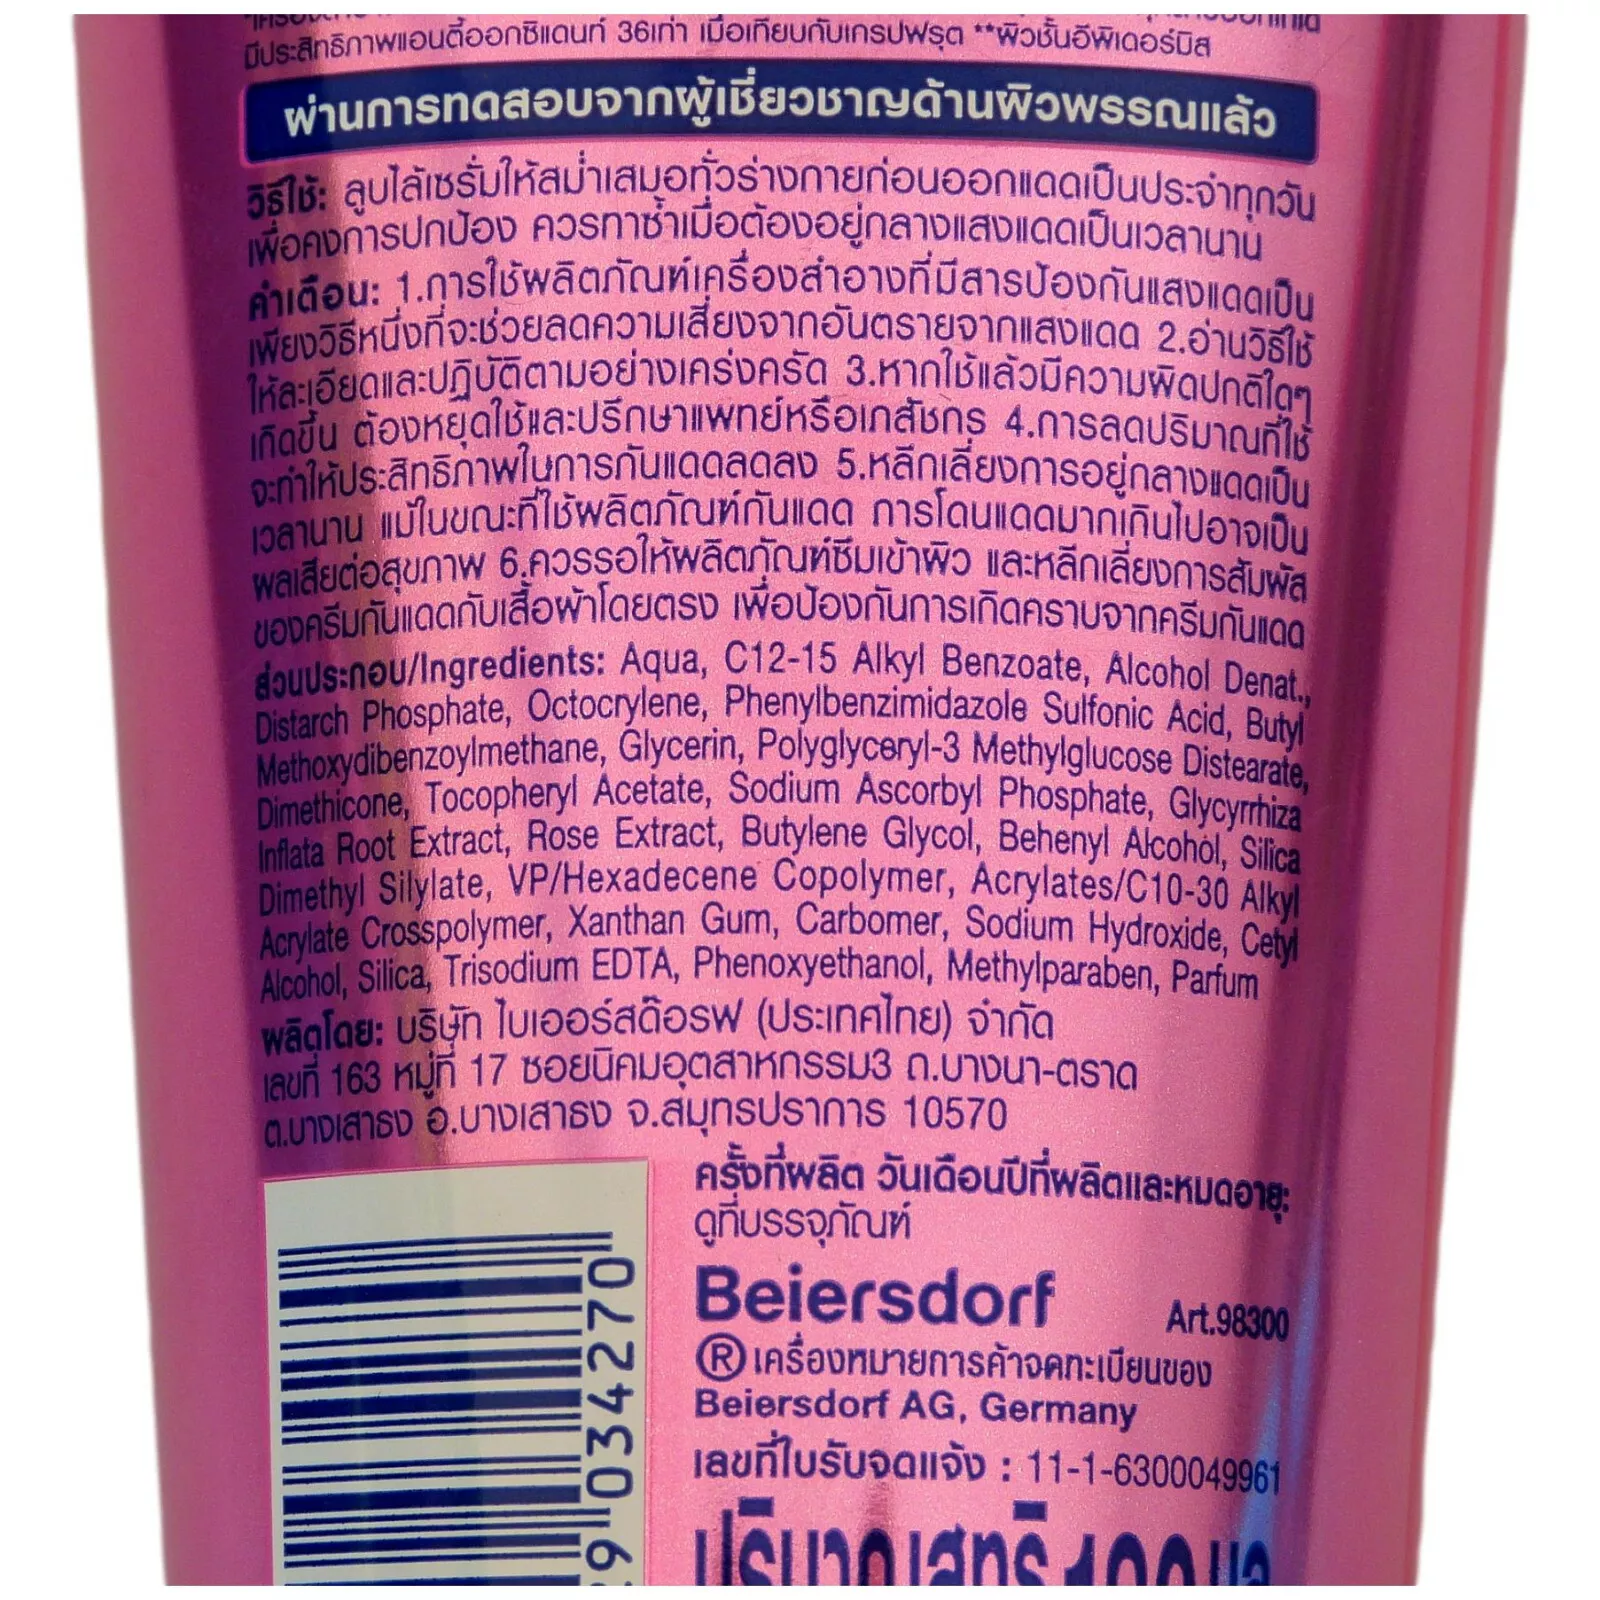 มีประสิทธิภาพแอนตี้ออกซิแดนท์ 36เท่า เมื่อเทียบกับเกรปฟรุต **ผิวชั้นอีพิเดอร์มิส
ผ่านการทดสอบจากผู้เชี่ยวชาญด้านผิวพรรณแล้ว
วิธีใช้: ลูบไล้เซรั่มให้สม่ำเสมอทั่วร่างกายก่อนออกแดดเป็นประจำทุกวัน
เพื่อคงการปกป้อง ควรทาซ้ำเมื่อต้องอยู่กลางแสงแดดเป็นเวลานาน
คำเตือน: 1.การใช้ผลิตภัณฑ์เครื่องสำอางที่มีสารป้องกันแสงแดดเป็น
เพียงวิธีหนึ่งที่จะช่วยลดความเสี่ยงจากอันตรายจากแสงแดด 2.อ่านวิธีใช้
ให้ละเอียดและปฏิบัติตามอย่างเคร่งครัด 3.หากใช้แล้วมีความผิดปกติใดๆ
เกิดขึ้น ต้องหยุดใช้และปรึกษาแพทย์หรือเภสัชกร 4.การลดปริมาณที่ใช้
จะทำให้ประสิทธิภาพในการกันแดดลดลง 5.หลีกเลี่ยงการอยู่กลางแดดเป็น
เวลานาน แม้ในขณะที่ใช้ผลิตภัณฑ์กันแดด การโดนแดดมากเกินไปอาจเป็น
ผลเสียต่อสุขภาพ 6.ควรรอให้ผลิตภัณฑ์ซึมเข้าผิว และหลีกเลี่ยงการสัมผัส
ของครีมกันแดดกับเสื้อผ้าโดยตรง เพื่อป้องกันการเกิดคราบจากครีมกันแดด
ส่วนประกอบ/Ingredients: Aqua, C12-15 Alkyl Benzoate, Alcohol Denat.,
Distarch Phosphate, Octocrylene, Phenylbenzimidazole Sulfonic Acid, Butyl
Methoxydibenzoylmethane, Glycerin, Polyglyceryl-3 Methylglucose Distearate,
Dimethicone, Tocopheryl Acetate, Sodium Ascorbyl Phosphate, Glycyrrhiza
Inflata Root Extract, Rose Extract, Butylene Glycol, Behenyl Alcohol, Silica
Dimethyl Silylate, VP/Hexadecene Copolymer, Acrylates/C10-30 Alkyl
Acrylate Crosspolymer, Xanthan Gum, Carbomer, Sodium Hydroxide, Cetyl
Alcohol, Silica, Trisodium EDTA, Phenoxyethanol, Methylparaben, Parfum
ผลิตโดย: บริษัท ไบเออร์สด๊อรฟ (ประเทศไทย) จำกัด
เลขที่ 163 หมู่ที่ 17 ซอยนิคมอุตสาหกรรม3 ถ.บางนา-ตราด
ต.บางเสาธง อ.บางเสาธง จ.สมุทรปราการ 10570
ครั้งที่ผลิต วันเดือนปีที่ผลิตและหมดอายุ:
ดูที่บรรจุภัณฑ์
Beiersdorf Art.98300
®เครื่องหมายการค้าจดทะเบียนของ
Beiersdorf AG, Germany
เลขที่ใบรับจดแจ้ง : 11-1-6300049961
ปริมาณสุทธิ 100 มล
9 034270